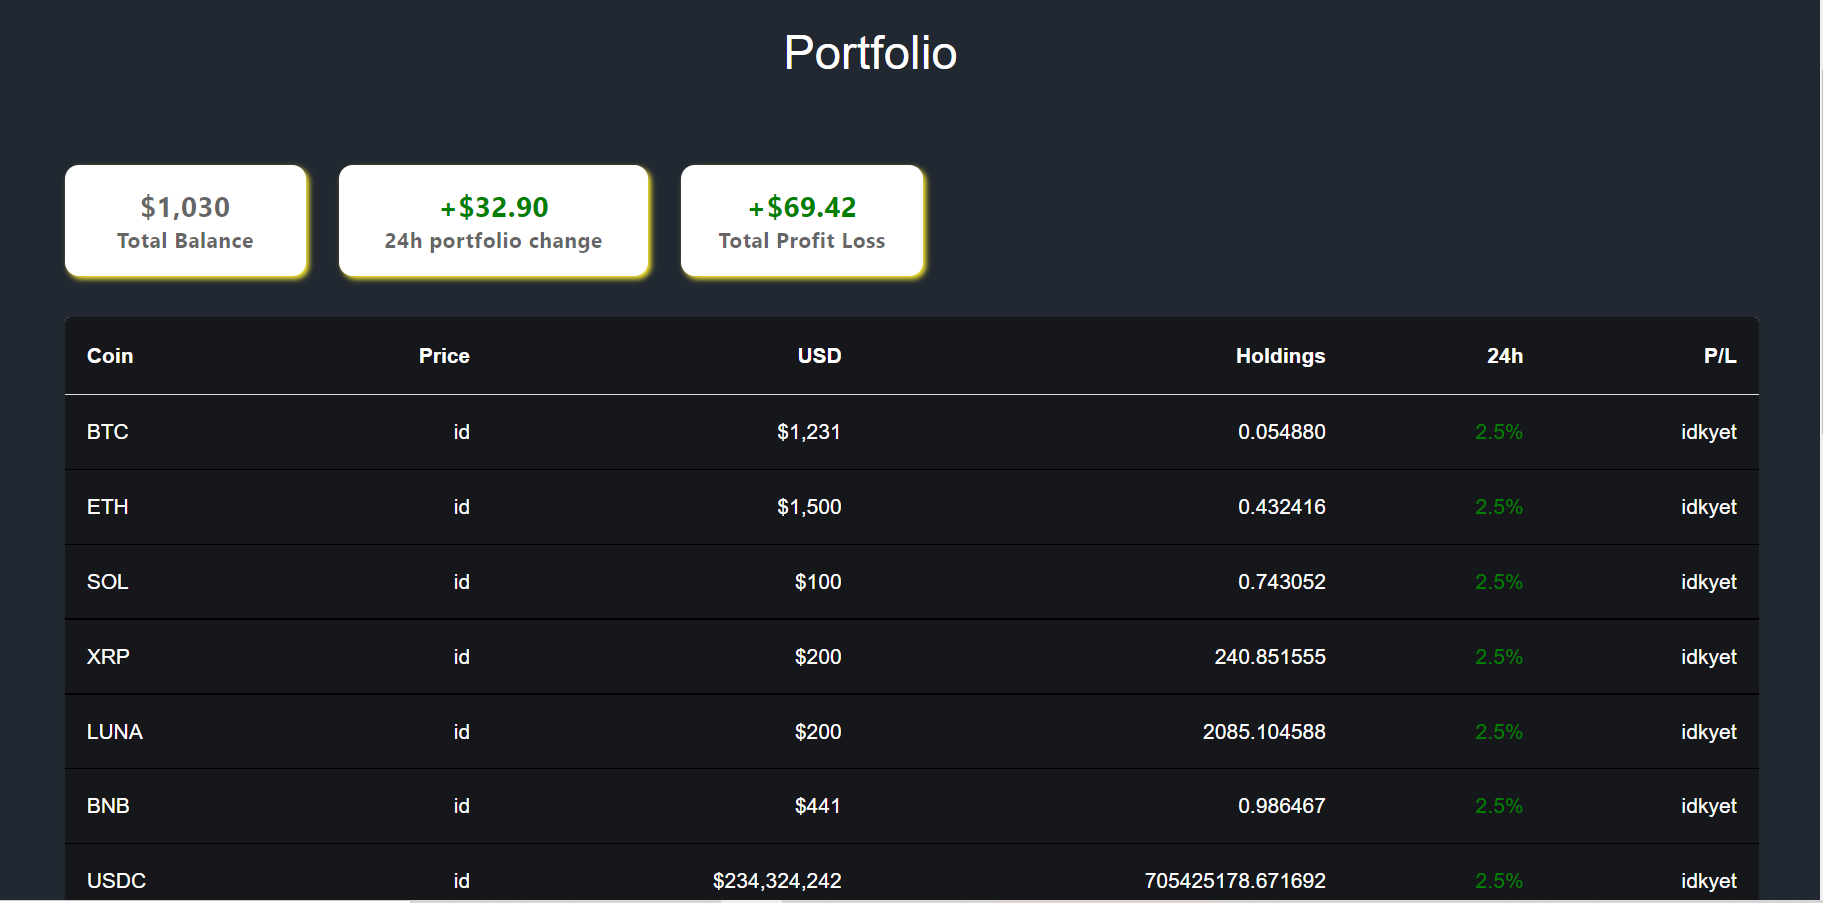 Portfolio
$1,030
Total Balance
+$32.90
24h portfolio change
+$69.42
Total Profit Loss
Coin Price USD Holdings 24h P/L
BTC id $1,231 0.054880 2.5% idkyet
ETH id $1,500 0.432416 2.5% idkyet
SOL id $100 0.743052 2.5% idkyet
XRP id $200 240.851555 2.5% idkyet
LUNA id $200 2085.104588 2.5% idkyet
BNB id $441 0.986467 2.5% idkyet
USDC id $234,324,242 705425178.671692 2.5% idkyet